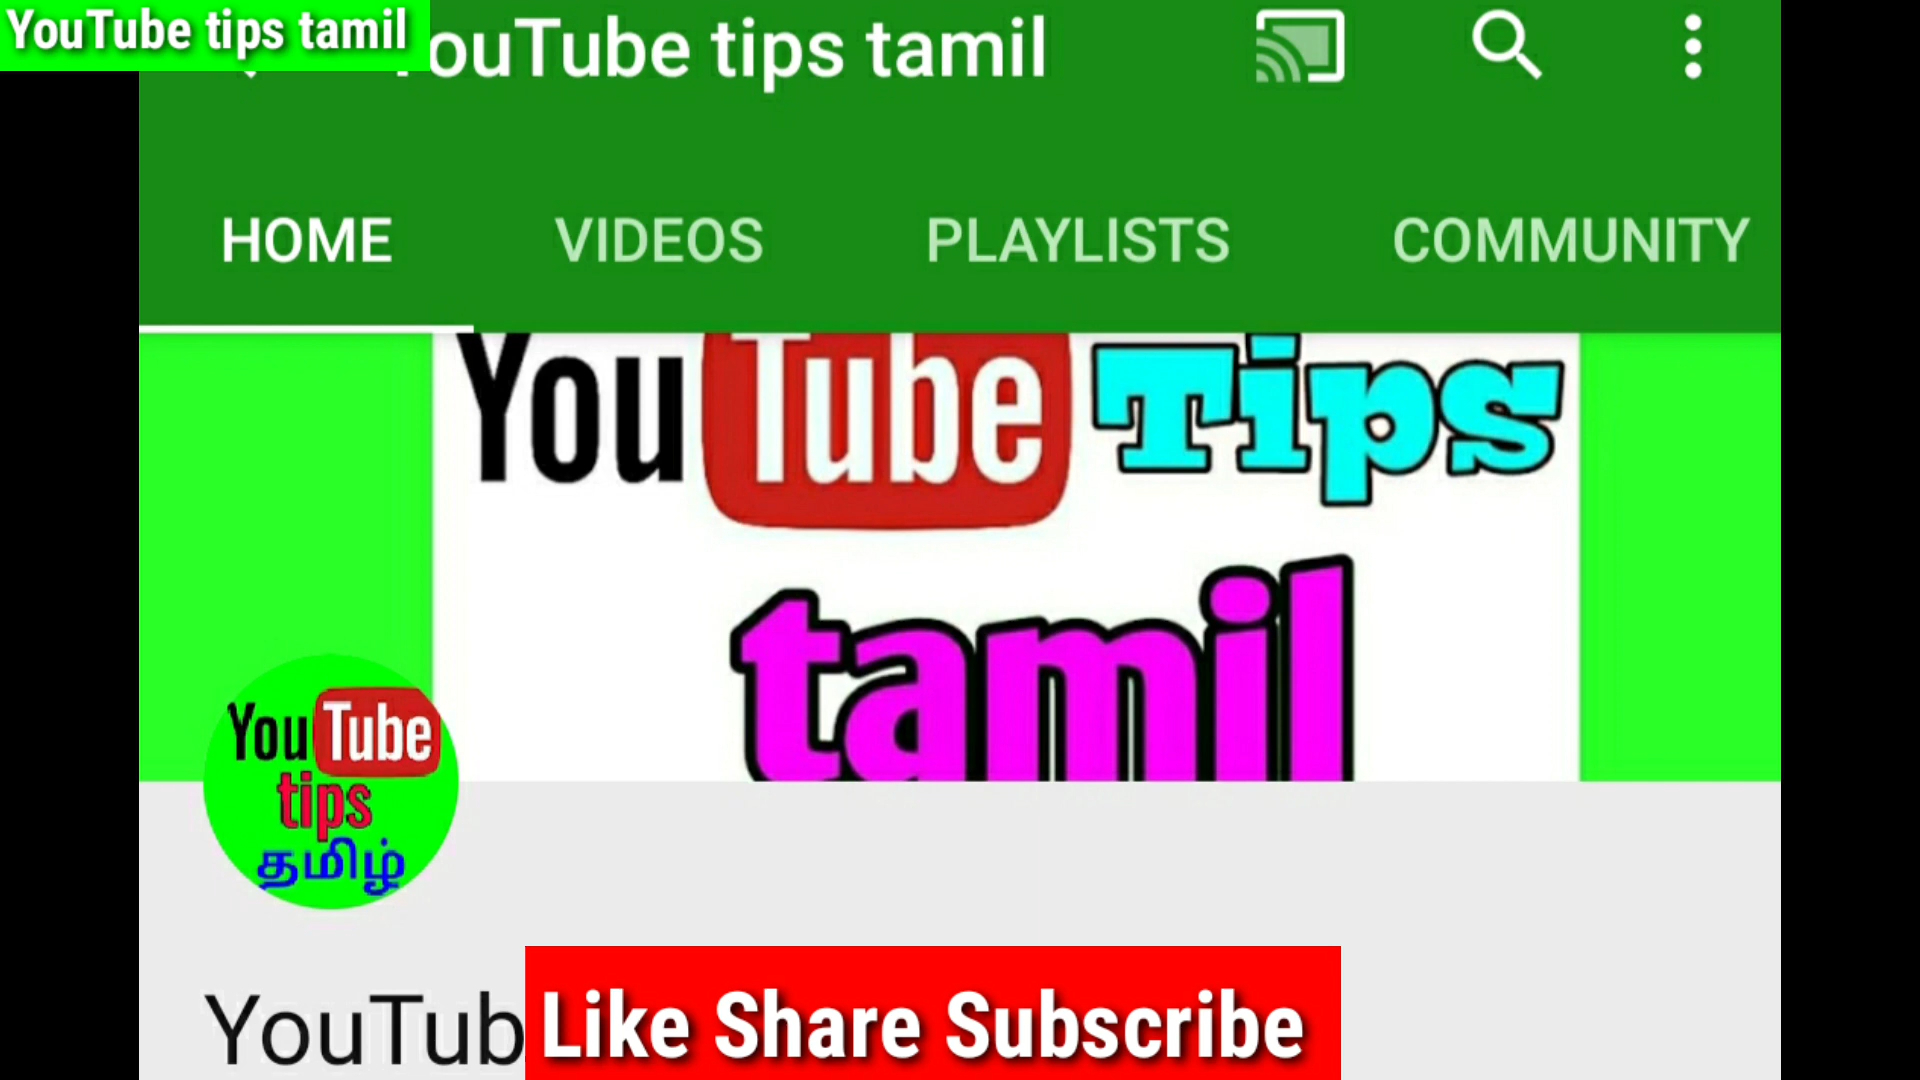 YouTube tips tamil
ouTube tips tamil
HOME VIDEOS PLAYLISTS COMMUNITY
YouTube Tips
tamil
YouTube
tips
தமிழ்
YouTub
Like Share Subscribe